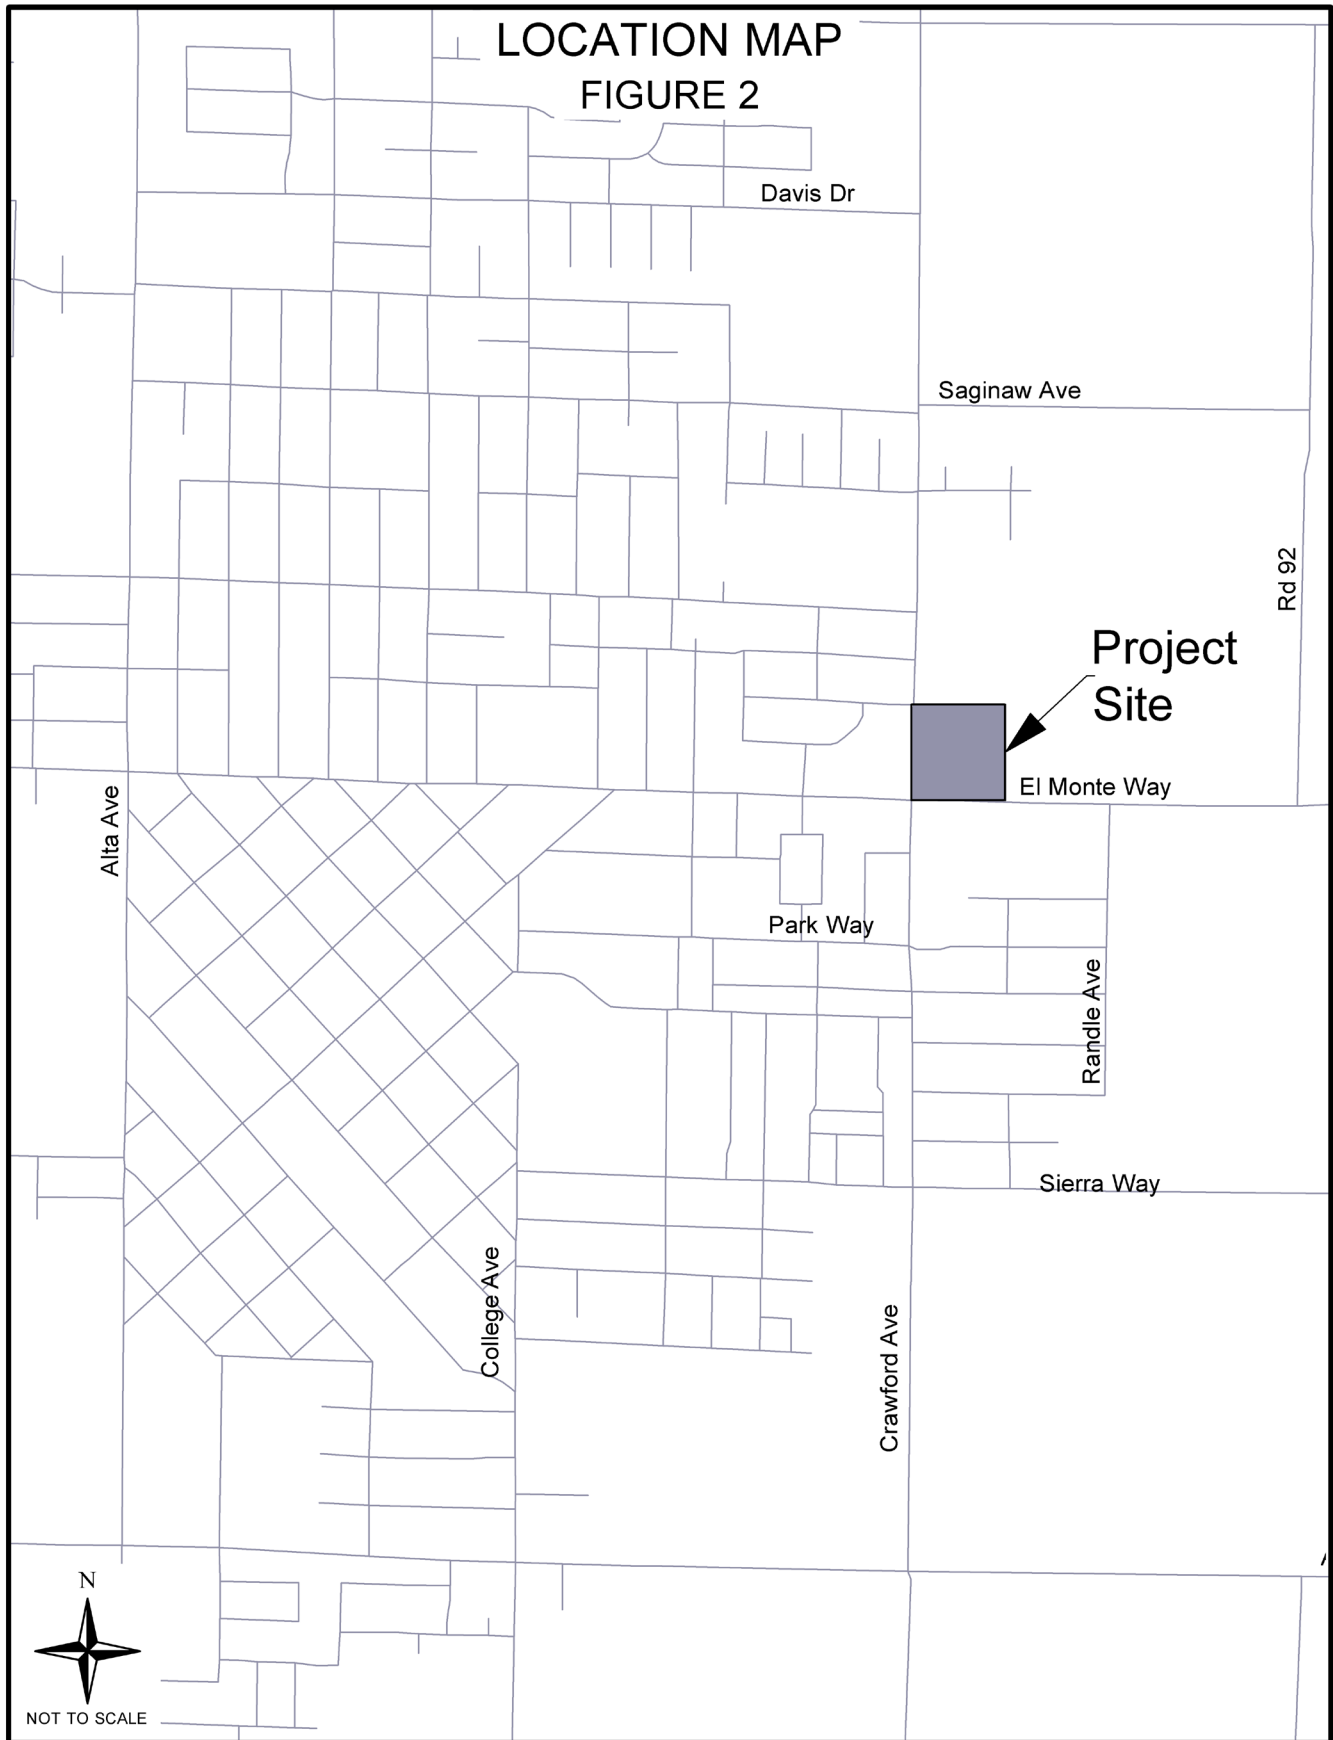 LOCATION MAP
FIGURE 2
Davis Dr
Saginaw Ave
Rd 92
Project
Site
El Monte Way
Alta Ave
Park Way
Randle Ave
Sierra Way
College Ave
Crawford Ave
N
NOT TO SCALE